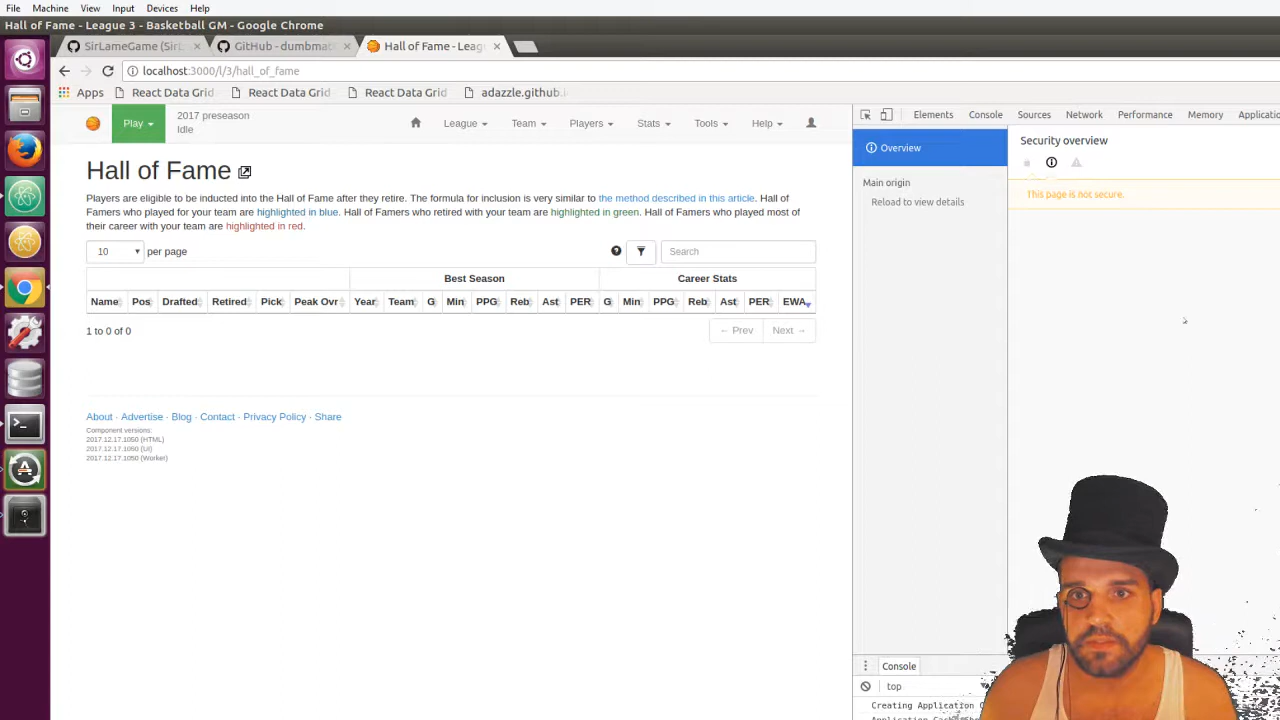 File Machine View Input Devices Help
Hall of Fame - League 3 - Basketball GM - Google Chrome
SirLameGame (SirL
GitHub - dumbmat
Hall of Fame - Leag
localhost:3000/l/3/hall_of_fame
Apps React Data Grid React Data Grid React Data Grid adazzle.github.i
Play
2017 preseason
Idle
League Team Players Stats Tools Help
Elements Console Sources Network Performance Memory Applicatio
Overview
Main origin
Reload to view details
Security overview
This page is not secure.
Hall of Fame
Players are eligible to be inducted into the Hall of Fame after they retire. The formula for inclusion is very similar to the method described in this article. Hall of
Famers who played for your team are highlighted in blue. Hall of Famers who retired with your team are highlighted in green. Hall of Famers who played most of
their career with your team are highlighted in red.
10 per page
Search
Best Season Career Stats
Name Pos Drafted Retired Pick Peak Ovr Year Team G Min PPG Reb Ast PER G Min PPG Reb Ast PER EWA
1 to 0 of 0
← Prev Next →
About · Advertise · Blog · Contact · Privacy Policy · Share
Component versions:
2017.12.17.1050 (HTML)
2017.12.17.1050 (UI)
2017.12.17.1050 (Worker)
Console
top
Creating Application C